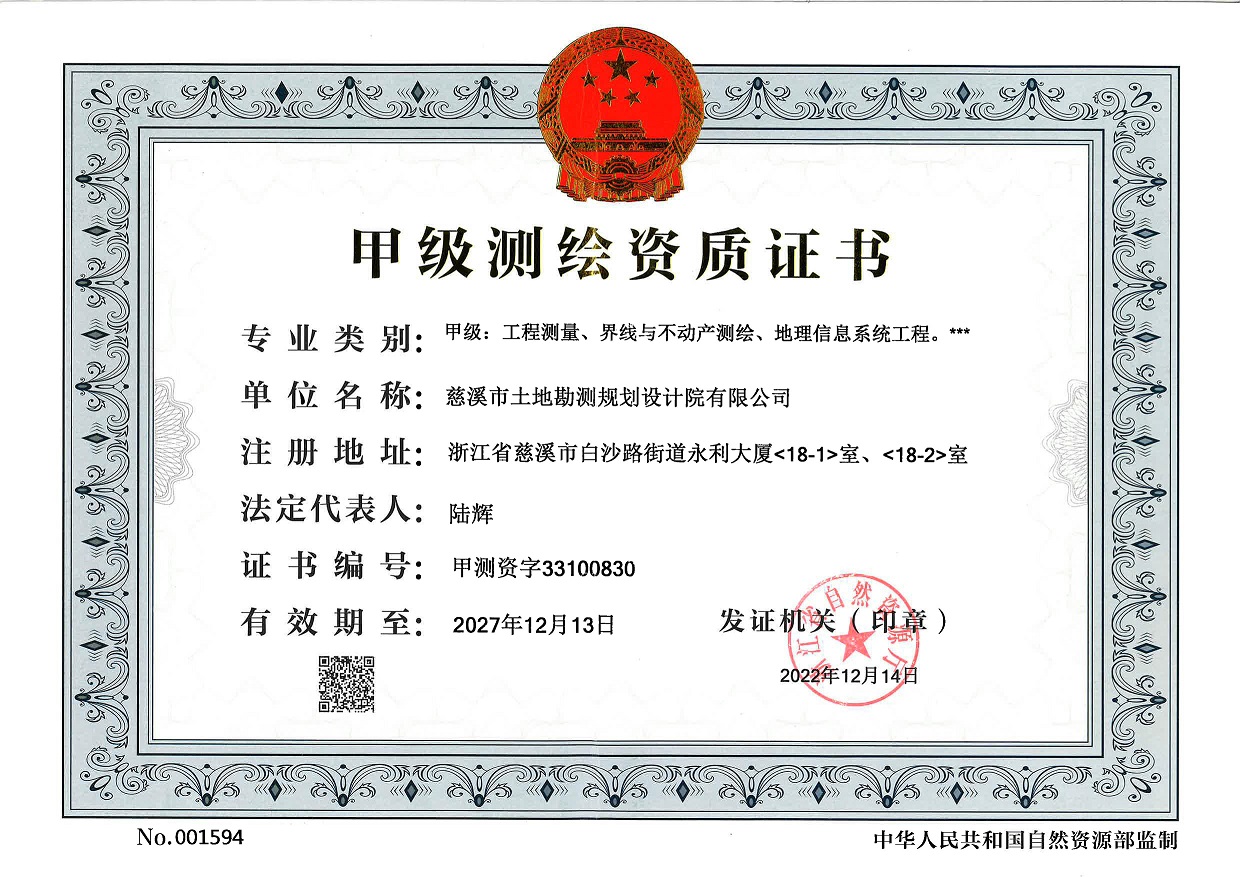 甲级测绘资质证书
专业类别：甲级：工程测量、界线与不动产测绘、地理信息系统工程。***
单位名称：慈溪市土地勘测规划设计院有限公司
注册地址：浙江省慈溪市白沙路街道永利大厦<18-1>室、<18-2>室
法定代表人：陆辉
证书编号：甲测资字33100830
有效期至：2027年12月13日
发证机关（印章）
浙江省自然资源厅
2022年12月14日
No.001594
中华人民共和国自然资源部监制